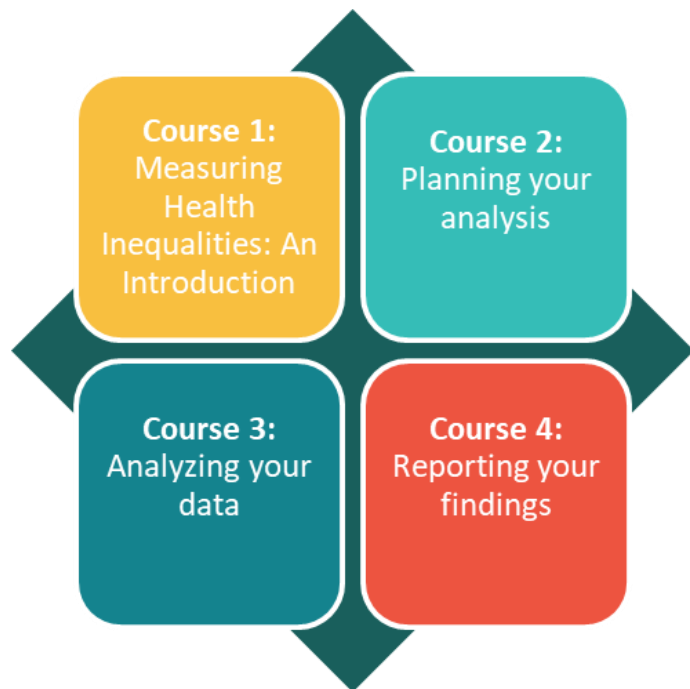 Course 1:
Measuring
Health
Inequalities: An
Introduction
Course 2:
Planning your
analysis
Course 3:
Analyzing your
data
Course 4:
Reporting your
findings